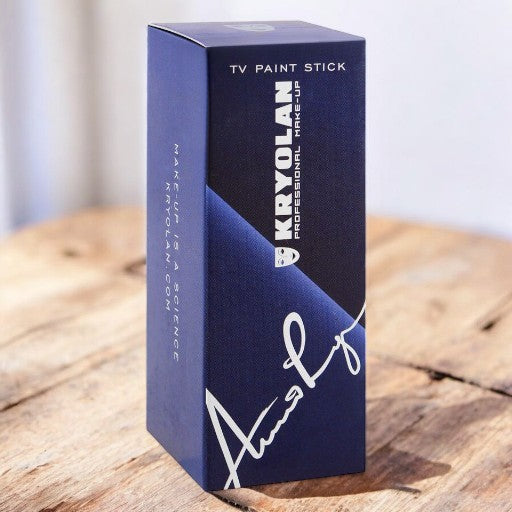 TV PAINT STICK
KRYOLAN
PROFESSIONAL MAKE-UP
MAKE-UP IS A SCIENCE
KRYOLAN.COM